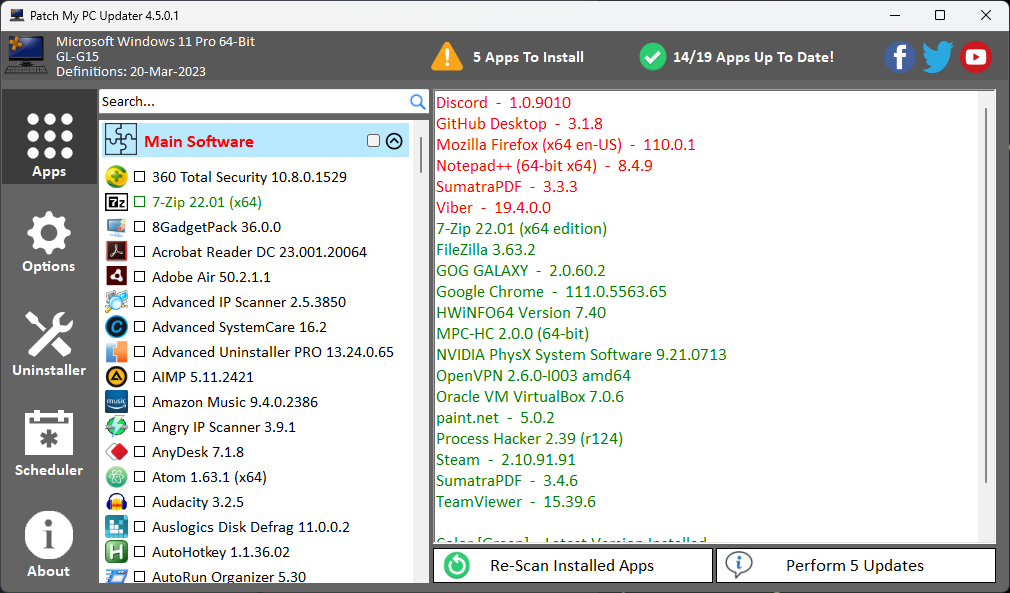 Patch My PC Updater 4.5.0.1
Microsoft Windows 11 Pro 64-Bit
GL-G15
Definitions: 20-Mar-2023
5 Apps To Install
14/19 Apps Up To Date!
Apps
Options
Uninstaller
Scheduler
About
Search...
Main Software
360 Total Security 10.8.0.1529
7z
7-Zip 22.01 (x64)
8GadgetPack 36.0.0
Acrobat Reader DC 23.001.20064
Adobe Air 50.2.1.1
Advanced IP Scanner 2.5.3850
Advanced SystemCare 16.2
Advanced Uninstaller PRO 13.24.0.65
AIMP 5.11.2421
music
Amazon Music 9.4.0.2386
Angry IP Scanner 3.9.1
AnyDesk 7.1.8
Atom 1.63.1 (x64)
Audacity 3.2.5
Auslogics Disk Defrag 11.0.0.2
H
AutoHotkey 1.1.36.02
AutoRun Organizer 5.30
Discord - 1.0.9010
GitHub Desktop - 3.1.8
Mozilla Firefox (x64 en-US) - 110.0.1
Notepad++ (64-bit x64) - 8.4.9
SumatraPDF - 3.3.3
Viber - 19.4.0.0
7-Zip 22.01 (x64 edition)
FileZilla 3.63.2
GOG GALAXY - 2.0.60.2
Google Chrome - 111.0.5563.65
HWiNFO64 Version 7.40
MPC-HC 2.0.0 (64-bit)
NVIDIA PhysX System Software 9.21.0713
OpenVPN 2.6.0-I003 amd64
Oracle VM VirtualBox 7.0.6
paint.net - 5.0.2
Process Hacker 2.39 (r124)
Steam - 2.10.91.91
SumatraPDF - 3.4.6
TeamViewer - 15.39.6
Color [Green] - Latest Version Installed
Re-Scan Installed Apps
Perform 5 Updates